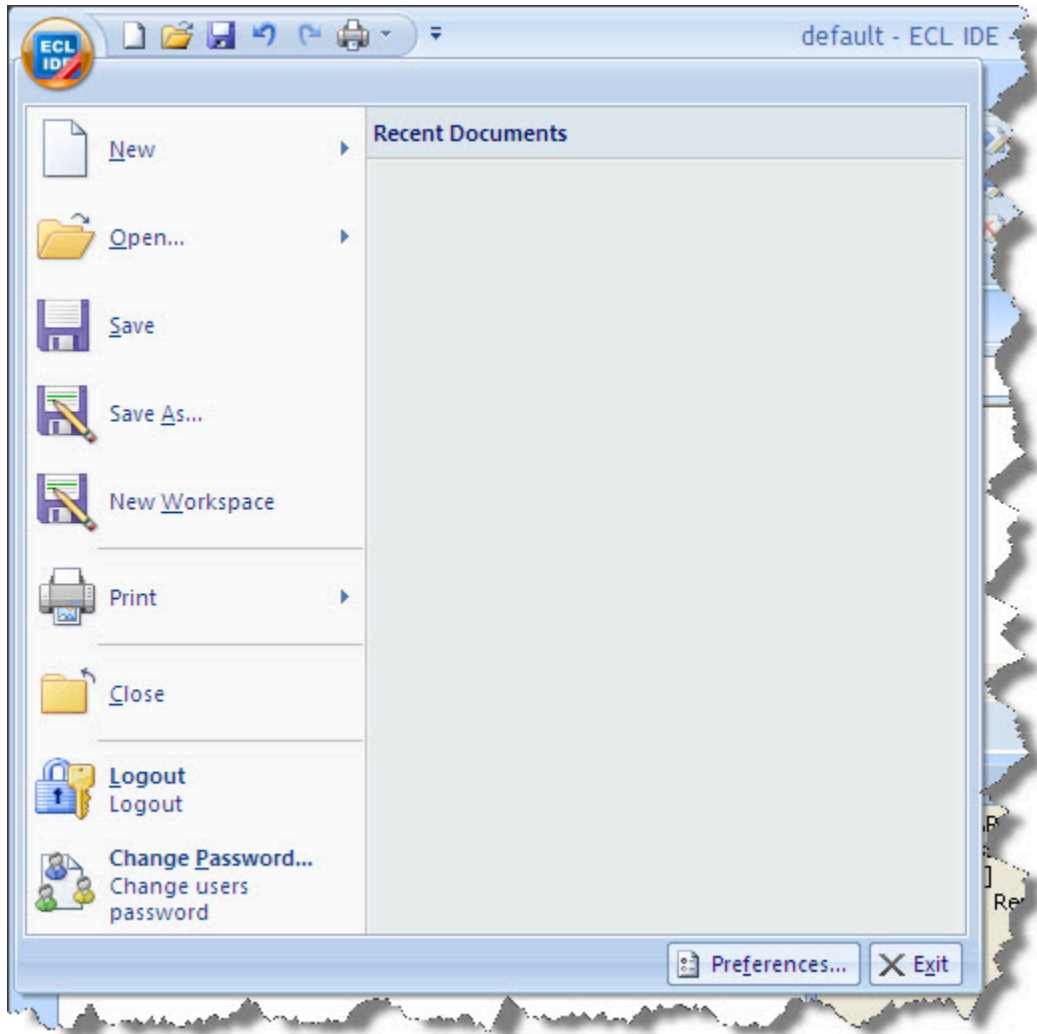 ECL
IDE
default - ECL IDE -
New
Recent Documents
Open...
Save
Save As...
New Workspace
Print
Close
Logout
Logout
Change Password...
Change users
password
Preferences...
Exit